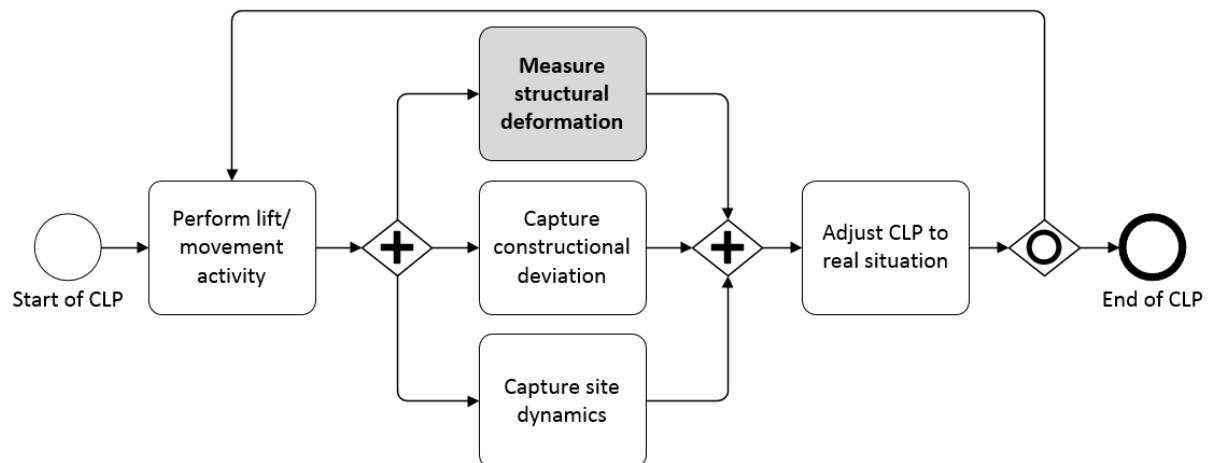 Measure
structural
deformation
Perform lift/
movement
activity
Capture
constructional
deviation
Adjust CLP to
real situation
Start of CLP
End of CLP
Capture site
dynamics